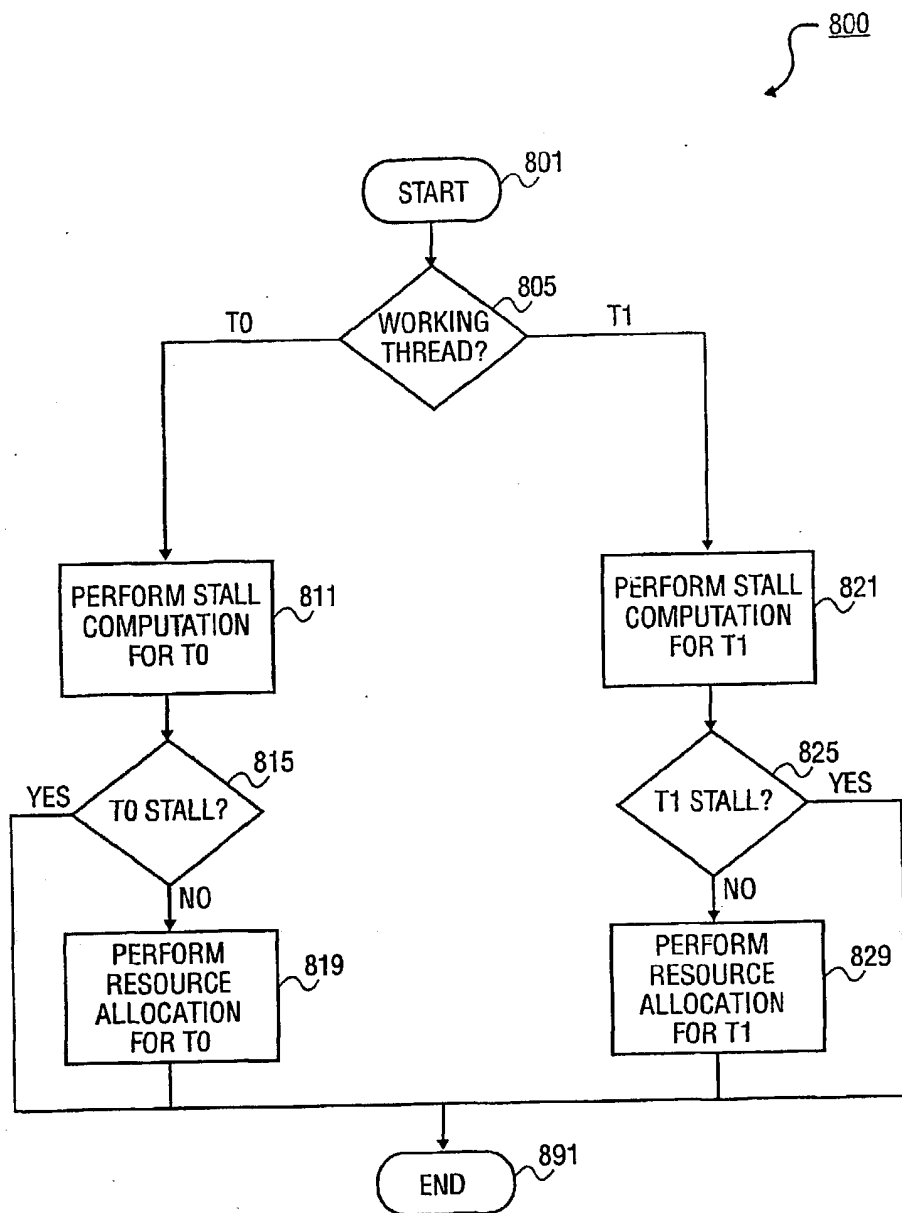 800
START
801
WORKING
THREAD?
805
T0
T1
PERFORM STALL
COMPUTATION
FOR T0
811
PERFORM STALL
COMPUTATION
FOR T1
821
T0 STALL?
815
YES
NO
T1 STALL?
825
YES
NO
PERFORM
RESOURCE
ALLOCATION
FOR T0
819
PERFORM
RESOURCE
ALLOCATION
FOR T1
829
END
891